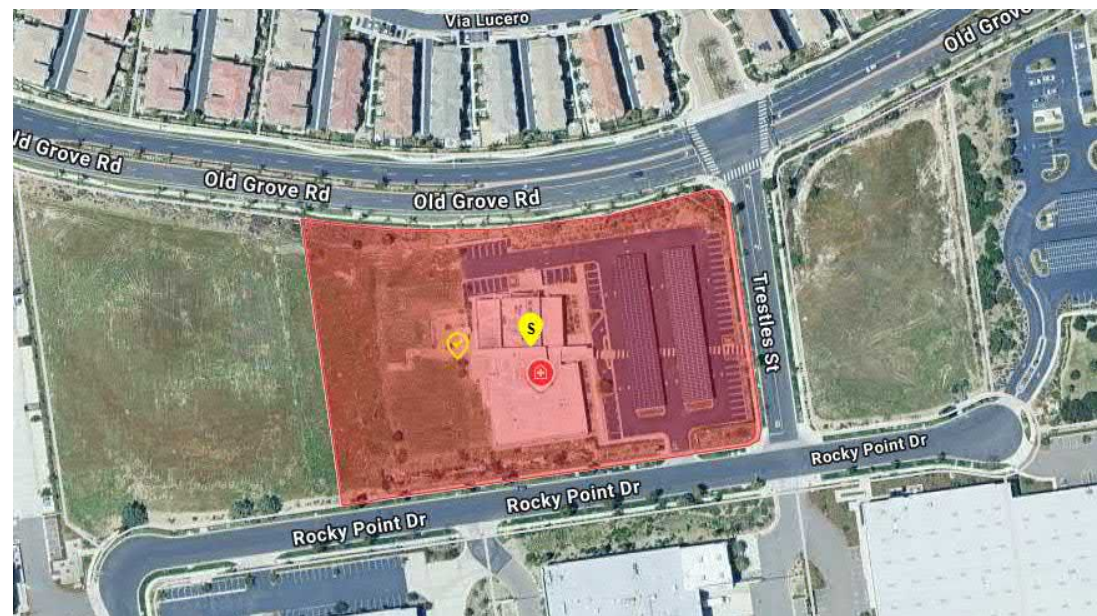 Via Lucero
Old Grove
Old Grove Rd
Old Grove Rd
Old Grove Rd
Trestles St
S
Rocky Point Dr
Rocky Point Dr
Rocky Point Dr